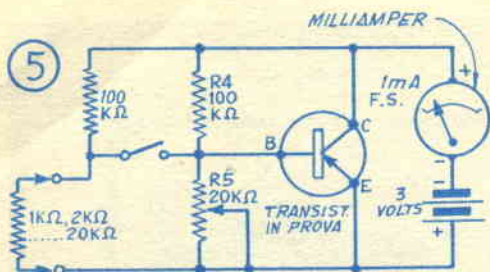 MILLIAMPER
5
100
KΩ
R4
100
KΩ
1mA
F.S.
+
-
B
C
E
R5
20KΩ
1KΩ, 2KΩ
...... 20KΩ
TRANSIST.
IN PROVA
3
VOLTS
-
+